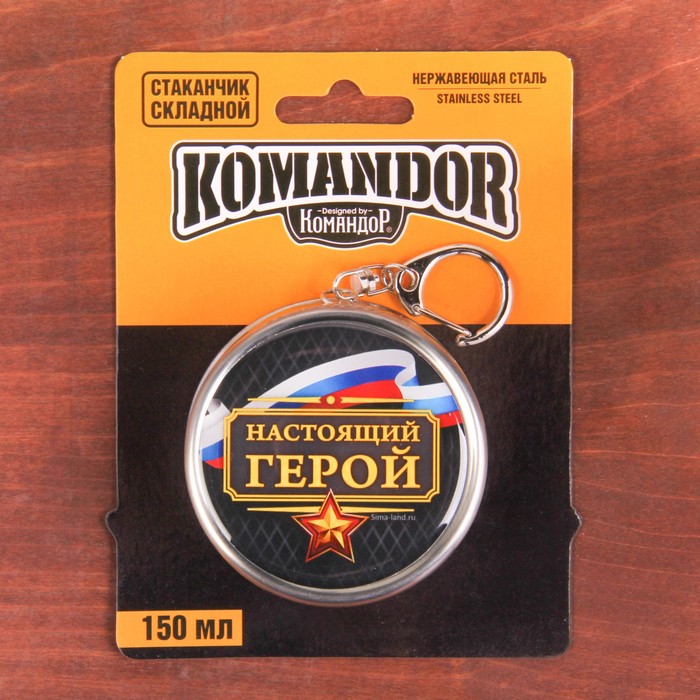 СТАКАНЧИК
СКЛАДНОЙ
НЕРЖАВЕЮЩАЯ СТАЛЬ
STAINLESS STEEL
KOMANDOR
Designed by
КОМАНДОР®
НАСТОЯЩИЙ
ГЕРОЙ
Sima-land.ru
150 МЛ